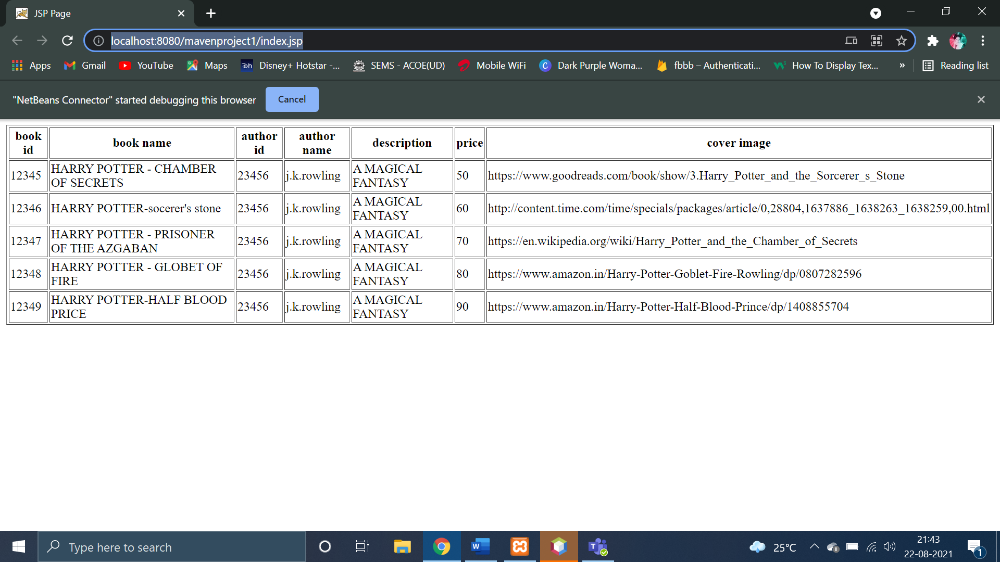 JSP Page
localhost:8080/mavenproject1/index.jsp
Apps Gmail YouTube Maps Disney+ Hotstar -... SEMS - ACOE(UD) Mobile WiFi Dark Purple Woma... fbbb – Authenticati... How To Display Tex... » Reading list
"NetBeans Connector" started debugging this browser Cancel
book id book name author id author name description price cover image
12345 HARRY POTTER - CHAMBER OF SECRETS 23456 j.k.rowling A MAGICAL FANTASY 50 https://www.goodreads.com/book/show/3.Harry_Potter_and_the_Sorcerer_s_Stone
12346 HARRY POTTER-socerer's stone 23456 j.k.rowling A MAGICAL FANTASY 60 http://content.time.com/time/specials/packages/article/0,28804,1637886_1638263_1638259,00.html
12347 HARRY POTTER - PRISONER OF THE AZGABAN 23456 j.k.rowling A MAGICAL FANTASY 70 https://en.wikipedia.org/wiki/Harry_Potter_and_the_Chamber_of_Secrets
12348 HARRY POTTER - GLOBET OF FIRE 23456 j.k.rowling A MAGICAL FANTASY 80 https://www.amazon.in/Harry-Potter-Goblet-Fire-Rowling/dp/0807282596
12349 HARRY POTTER-HALF BLOOD PRICE 23456 j.k.rowling A MAGICAL FANTASY 90 https://www.amazon.in/Harry-Potter-Half-Blood-Prince/dp/1408855704
Type here to search
25°C
21:43
22-08-2021
1